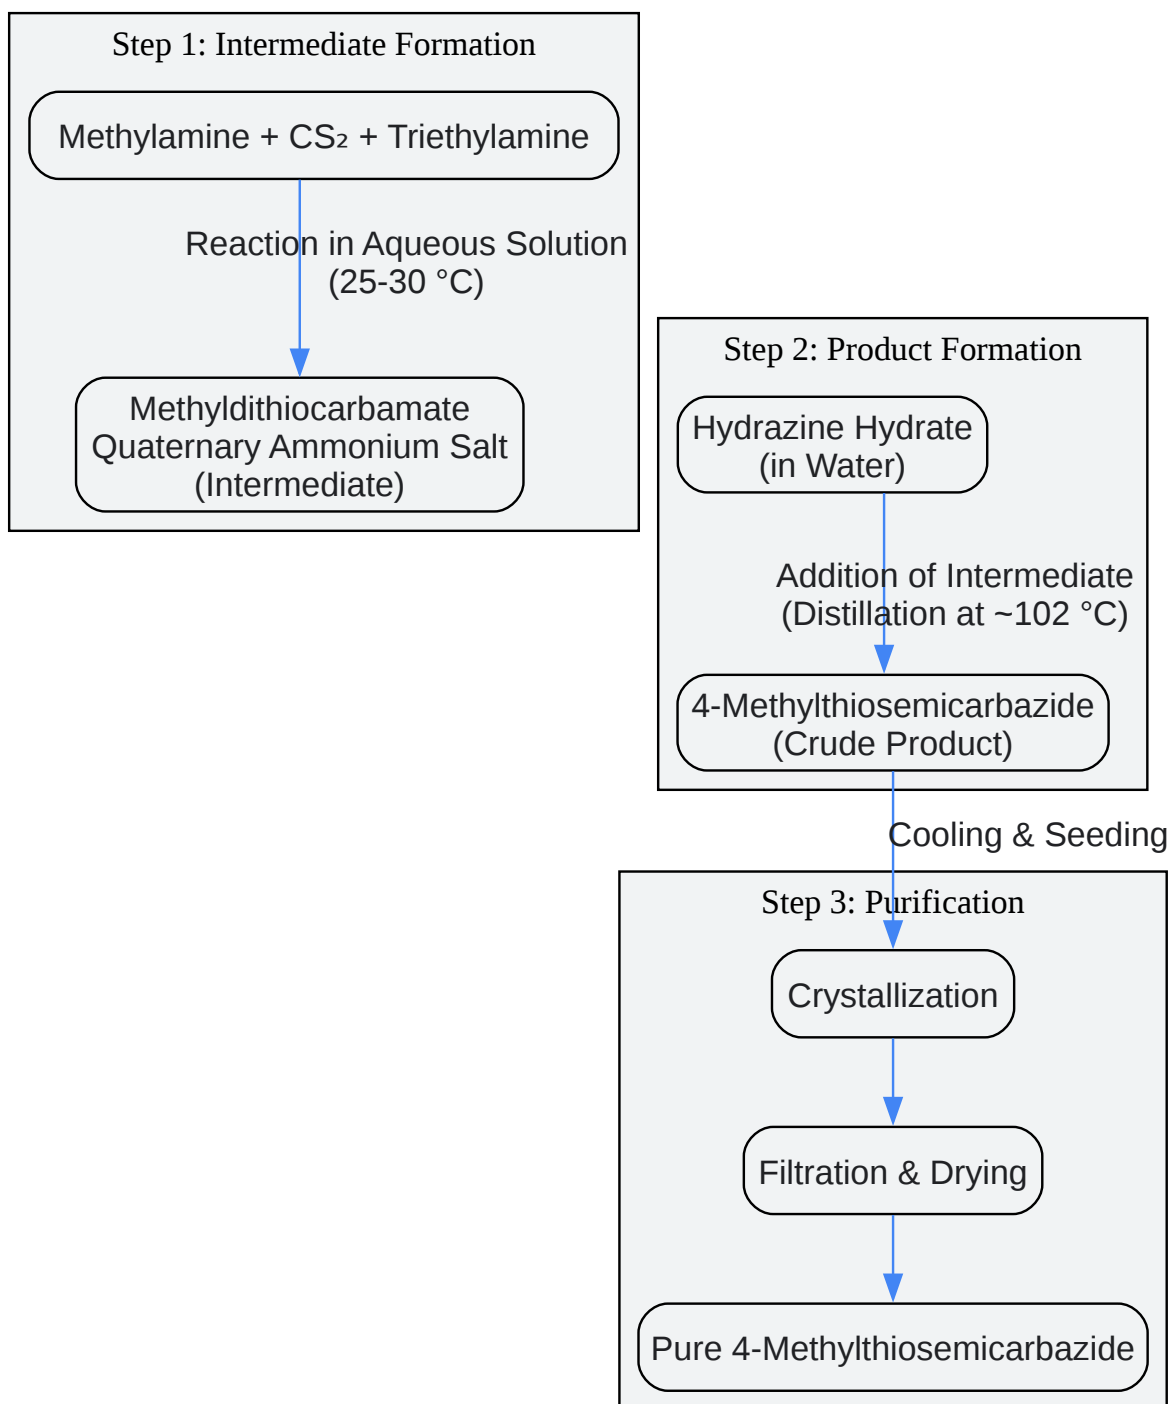 Step 1: Intermediate Formation
Methylamine + CS₂ + Triethylamine
Reaction in Aqueous Solution
(25-30 °C)
Methyldithiocarbamate
Quaternary Ammonium Salt
(Intermediate)
Step 2: Product Formation
Hydrazine Hydrate
(in Water)
Addition of Intermediate
(Distillation at ~102 °C)
4-Methylthiosemicarbazide
(Crude Product)
Cooling & Seeding
Step 3: Purification
Crystallization
Filtration & Drying
Pure 4-Methylthiosemicarbazide